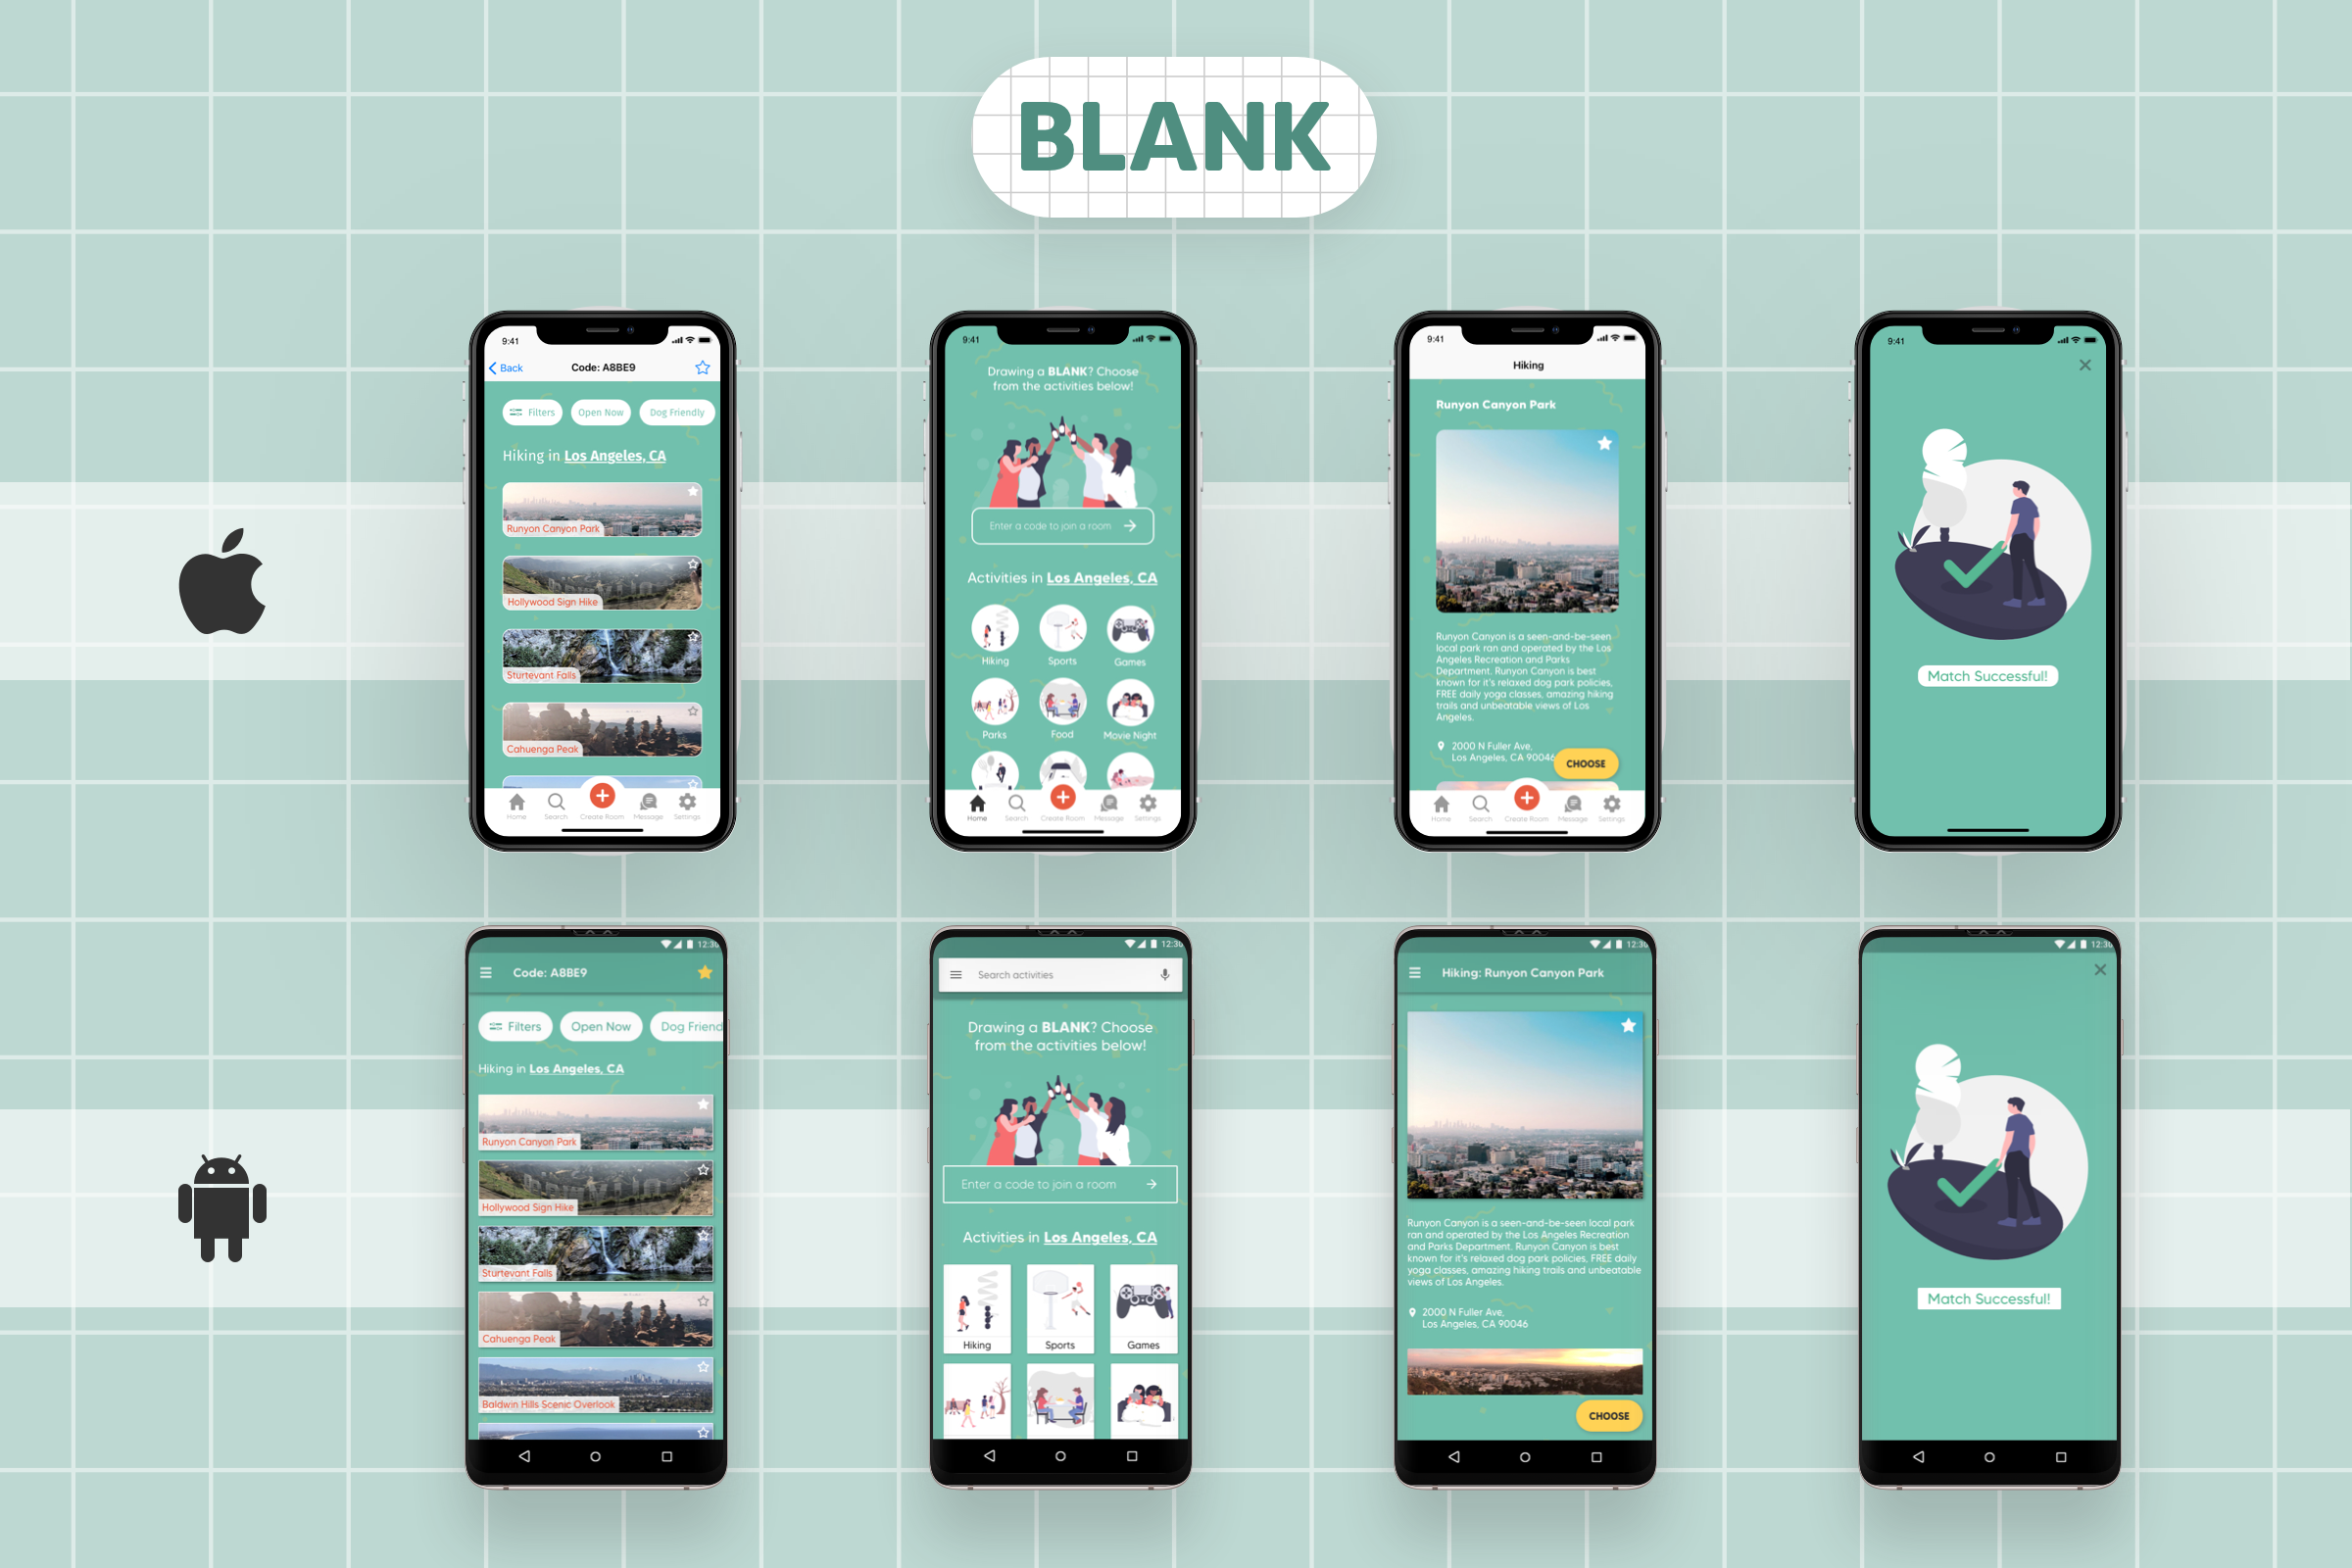 BLANK
9:41
Back
Code: A8BE9
Filters
Open Now
Dog Friendly
Hiking in Los Angeles, CA
Runyon Canyon Park
Hollywood Sign Hike
Sturtevant Falls
Cahuenga Peak
Home
Search
Create Room
Message
Settings
9:41
Drawing a BLANK? Choose
from the activities below!
Enter a code to join a room
Activities in Los Angeles, CA
Hiking
Sports
Games
Parks
Food
Movie Night
Home
Search
Create Room
Message
Settings
9:41
Hiking
Runyon Canyon Park
Runyon Canyon is a seen-and-be-seen
local park ran and operated by the Los
Angeles Recreation and Parks
Department. Runyon Canyon is best
known for it's relaxed dog park policies,
FREE daily yoga classes, amazing hiking
trails and unbeatable views of Los
Angeles.
2000 N Fuller Ave,
Los Angeles, CA 90046
CHOOSE
Home
Search
Create Room
Message
Settings
9:41
Match Successful!
12:30
Code: A8BE9
Filters
Open Now
Dog Friend
Hiking in Los Angeles, CA
Runyon Canyon Park
Hollywood Sign Hike
Sturtevant Falls
Cahuenga Peak
Baldwin Hills Scenic Overlook
12:30
Search activities
Drawing a BLANK? Choose
from the activities below!
Enter a code to join a room
Activities in Los Angeles, CA
Hiking
Sports
Games
12:30
Hiking: Runyon Canyon Park
Runyon Canyon is a seen-and-be-seen local park
ran and operated by the Los Angeles Recreation
and Parks Department. Runyon Canyon is best
known for it's relaxed dog park policies, FREE daily
yoga classes, amazing hiking trails and unbeatable
views of Los Angeles.
2000 N Fuller Ave,
Los Angeles, CA 90046
CHOOSE
12:30
Match Successful!